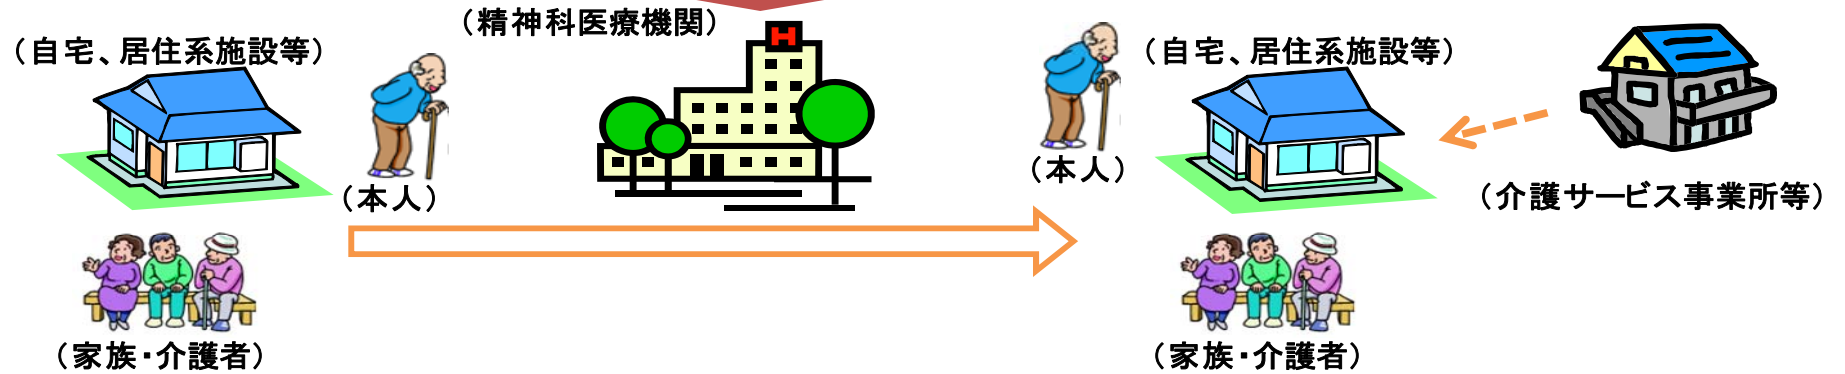 （精神科医療機関）
H
（自宅、居住系施設等）
（本人）
（家族・介護者）
（自宅、居住系施設等）
（本人）
（介護サービス事業所等）
（家族・介護者）